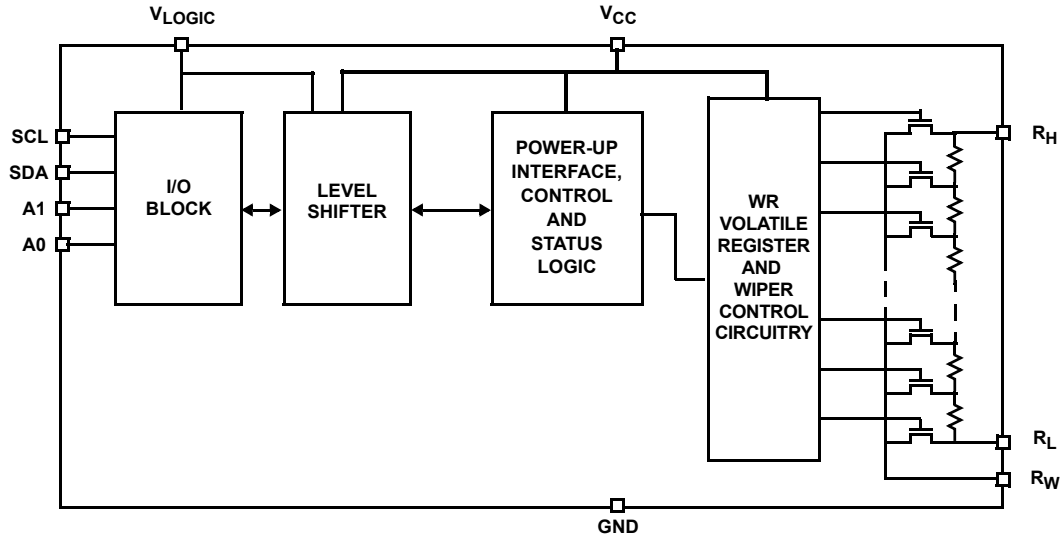 VLOGIC
VCC
SCL
SDA
A1
A0
I/O
BLOCK
LEVEL
SHIFTER
POWER-UP
INTERFACE,
CONTROL
AND
STATUS
LOGIC
WR
VOLATILE
REGISTER
AND
WIPER
CONTROL
CIRCUITRY
RH
RL
RW
GND